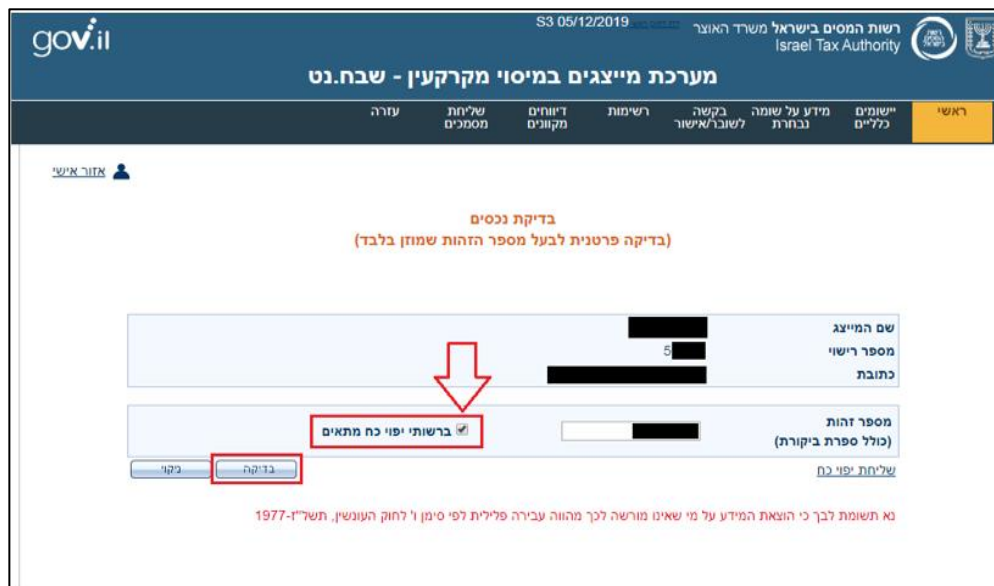 gov.il
S3 05/12/2019
רשות המסים בישראל משרד האוצר
Israel Tax Authority
מערכת מייצגים במיסוי מקרקעין - שבח.נט
ראשי
יישומים כלליים
מידע על שומה נבחרת
בקשה לשובר/אישור
רשימות
דיווחים מקוונים
שליחת מסמכים
עזרה
אזור אישי
בדיקת נכסים
(בדיקה פרטנית לבעל מספר הזהות שמוזן בלבד)
שם המייצג
מספר רישוי 5
כתובת
מספר זהות
(כולל ספרת ביקורת)
ברשותי יפוי כח מתאים
שליחת יפוי כח
בדיקה
ניקוי
נא תשומת לבך כי הוצאת המידע על מי שאינו מורשה לכך מהווה עבירה פלילית לפי סימן ו' לחוק העונשין, תשל"ז-1977